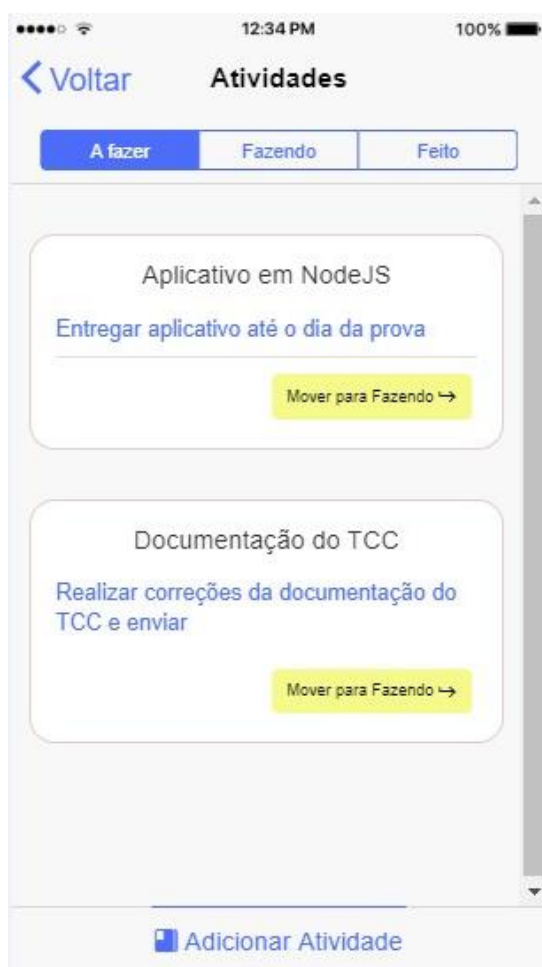 12:34 PM 100%
Voltar Atividades
A fazer Fazendo Feito
Aplicativo em NodeJS
Entregar aplicativo até o dia da prova
Mover para Fazendo ↪
Documentação do TCC
Realizar correções da documentação do
TCC e enviar
Mover para Fazendo ↪
Adicionar Atividade